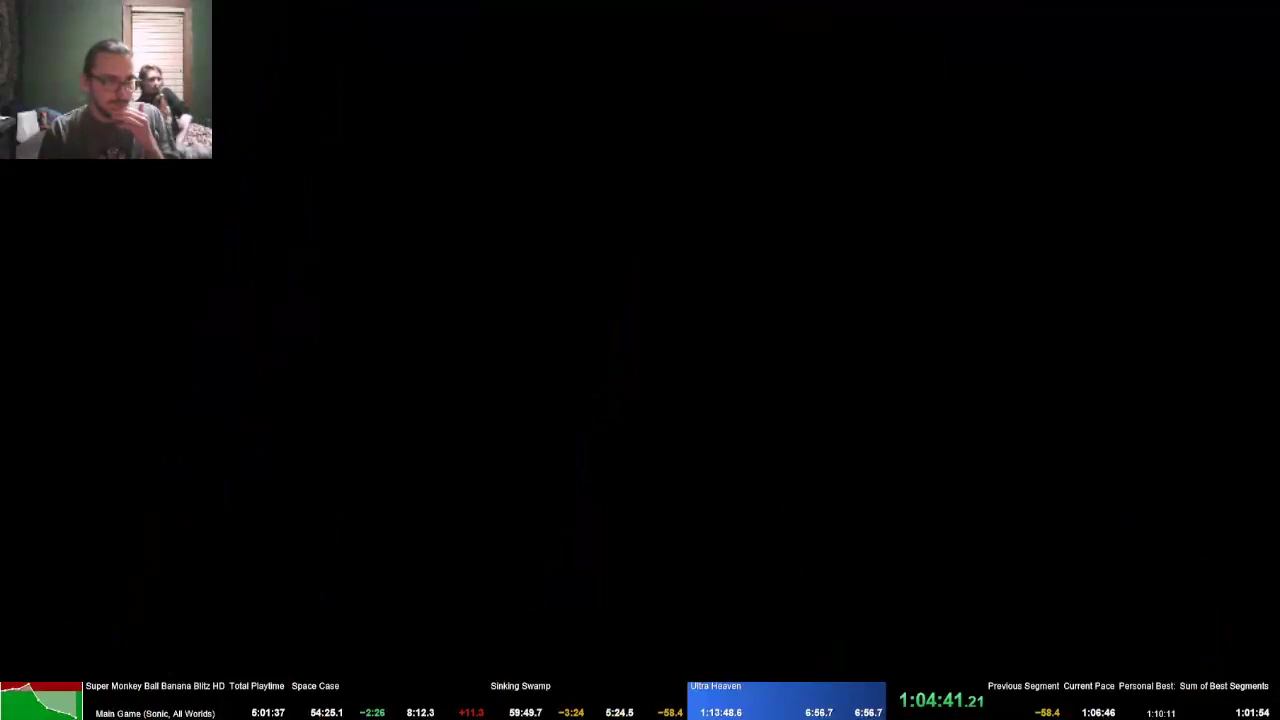 Super Monkey Ball Banana Blitz HD Total Playtime Space Case Sinking Swamp Ultra Heaven Previous Segment Current Pace Personal Best: Sum of Best Segments
1:04:41.21
Main Game (Sonic, All Worlds) 5:01:37 54:25.1 −2:26 8:12.3 +11.3 59:49.7 −3:24 5:24.5 −58.4 1:13:48.6 6:56.7 6:56.7 −58.4 1:06:46 1:10:11 1:01:54